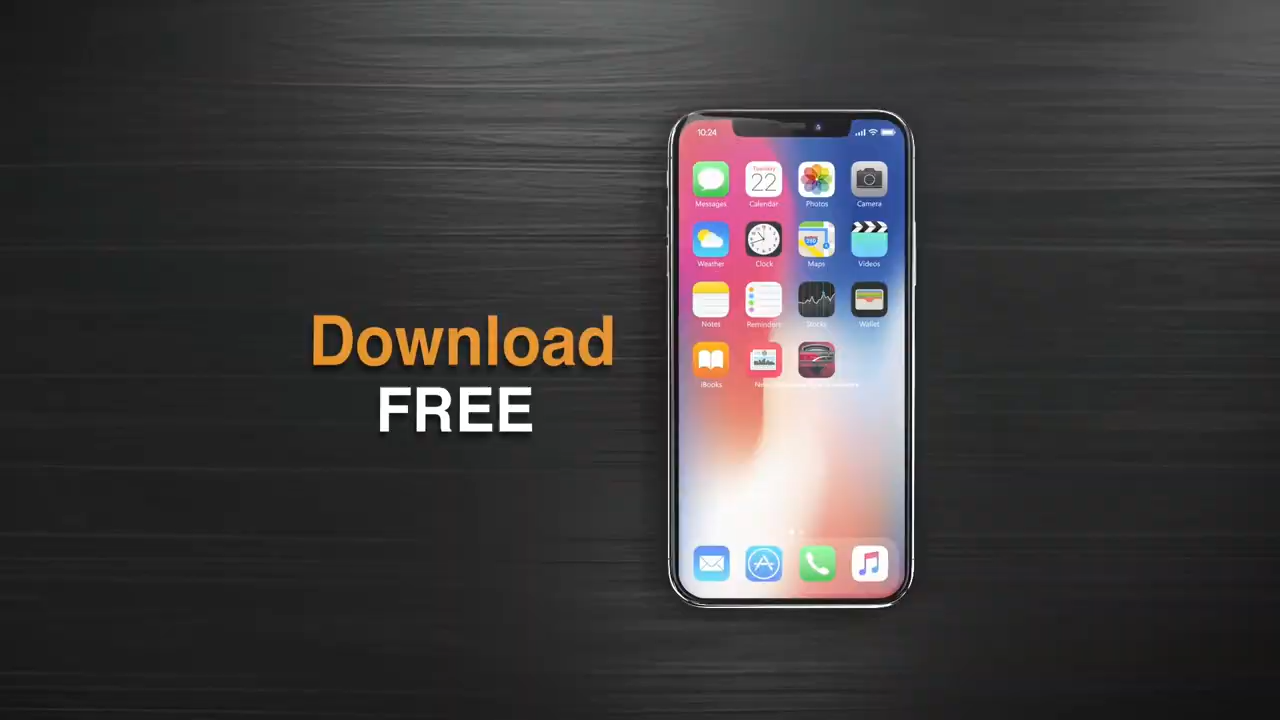 Download
FREE
10:24
Tuesday
22
Messages
Calendar
Photos
Camera
Weather
Clock
Maps
Videos
Notes
Reminders
Stocks
Wallet
iBooks